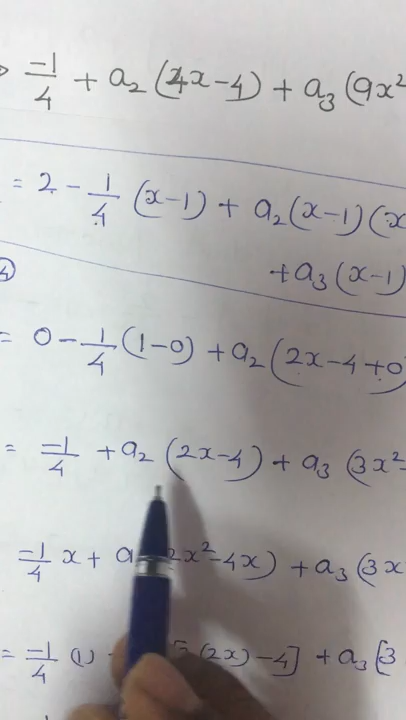 -1/4 + a₂ (4x-4) + a₃ (9x²
= 2 - 1/4 (x-1) + a₂(x-1)(x
+a₃(x-1)
= 0 - 1/4 (1-0) + a₂(2x-4+0)
= -1/4 + a₂ (2x-4) + a₃ (3x²-
-1/4 x + a 2x²-4x) + a₃(3x
= -1/4 (1) (2x)-4] + a₃[3